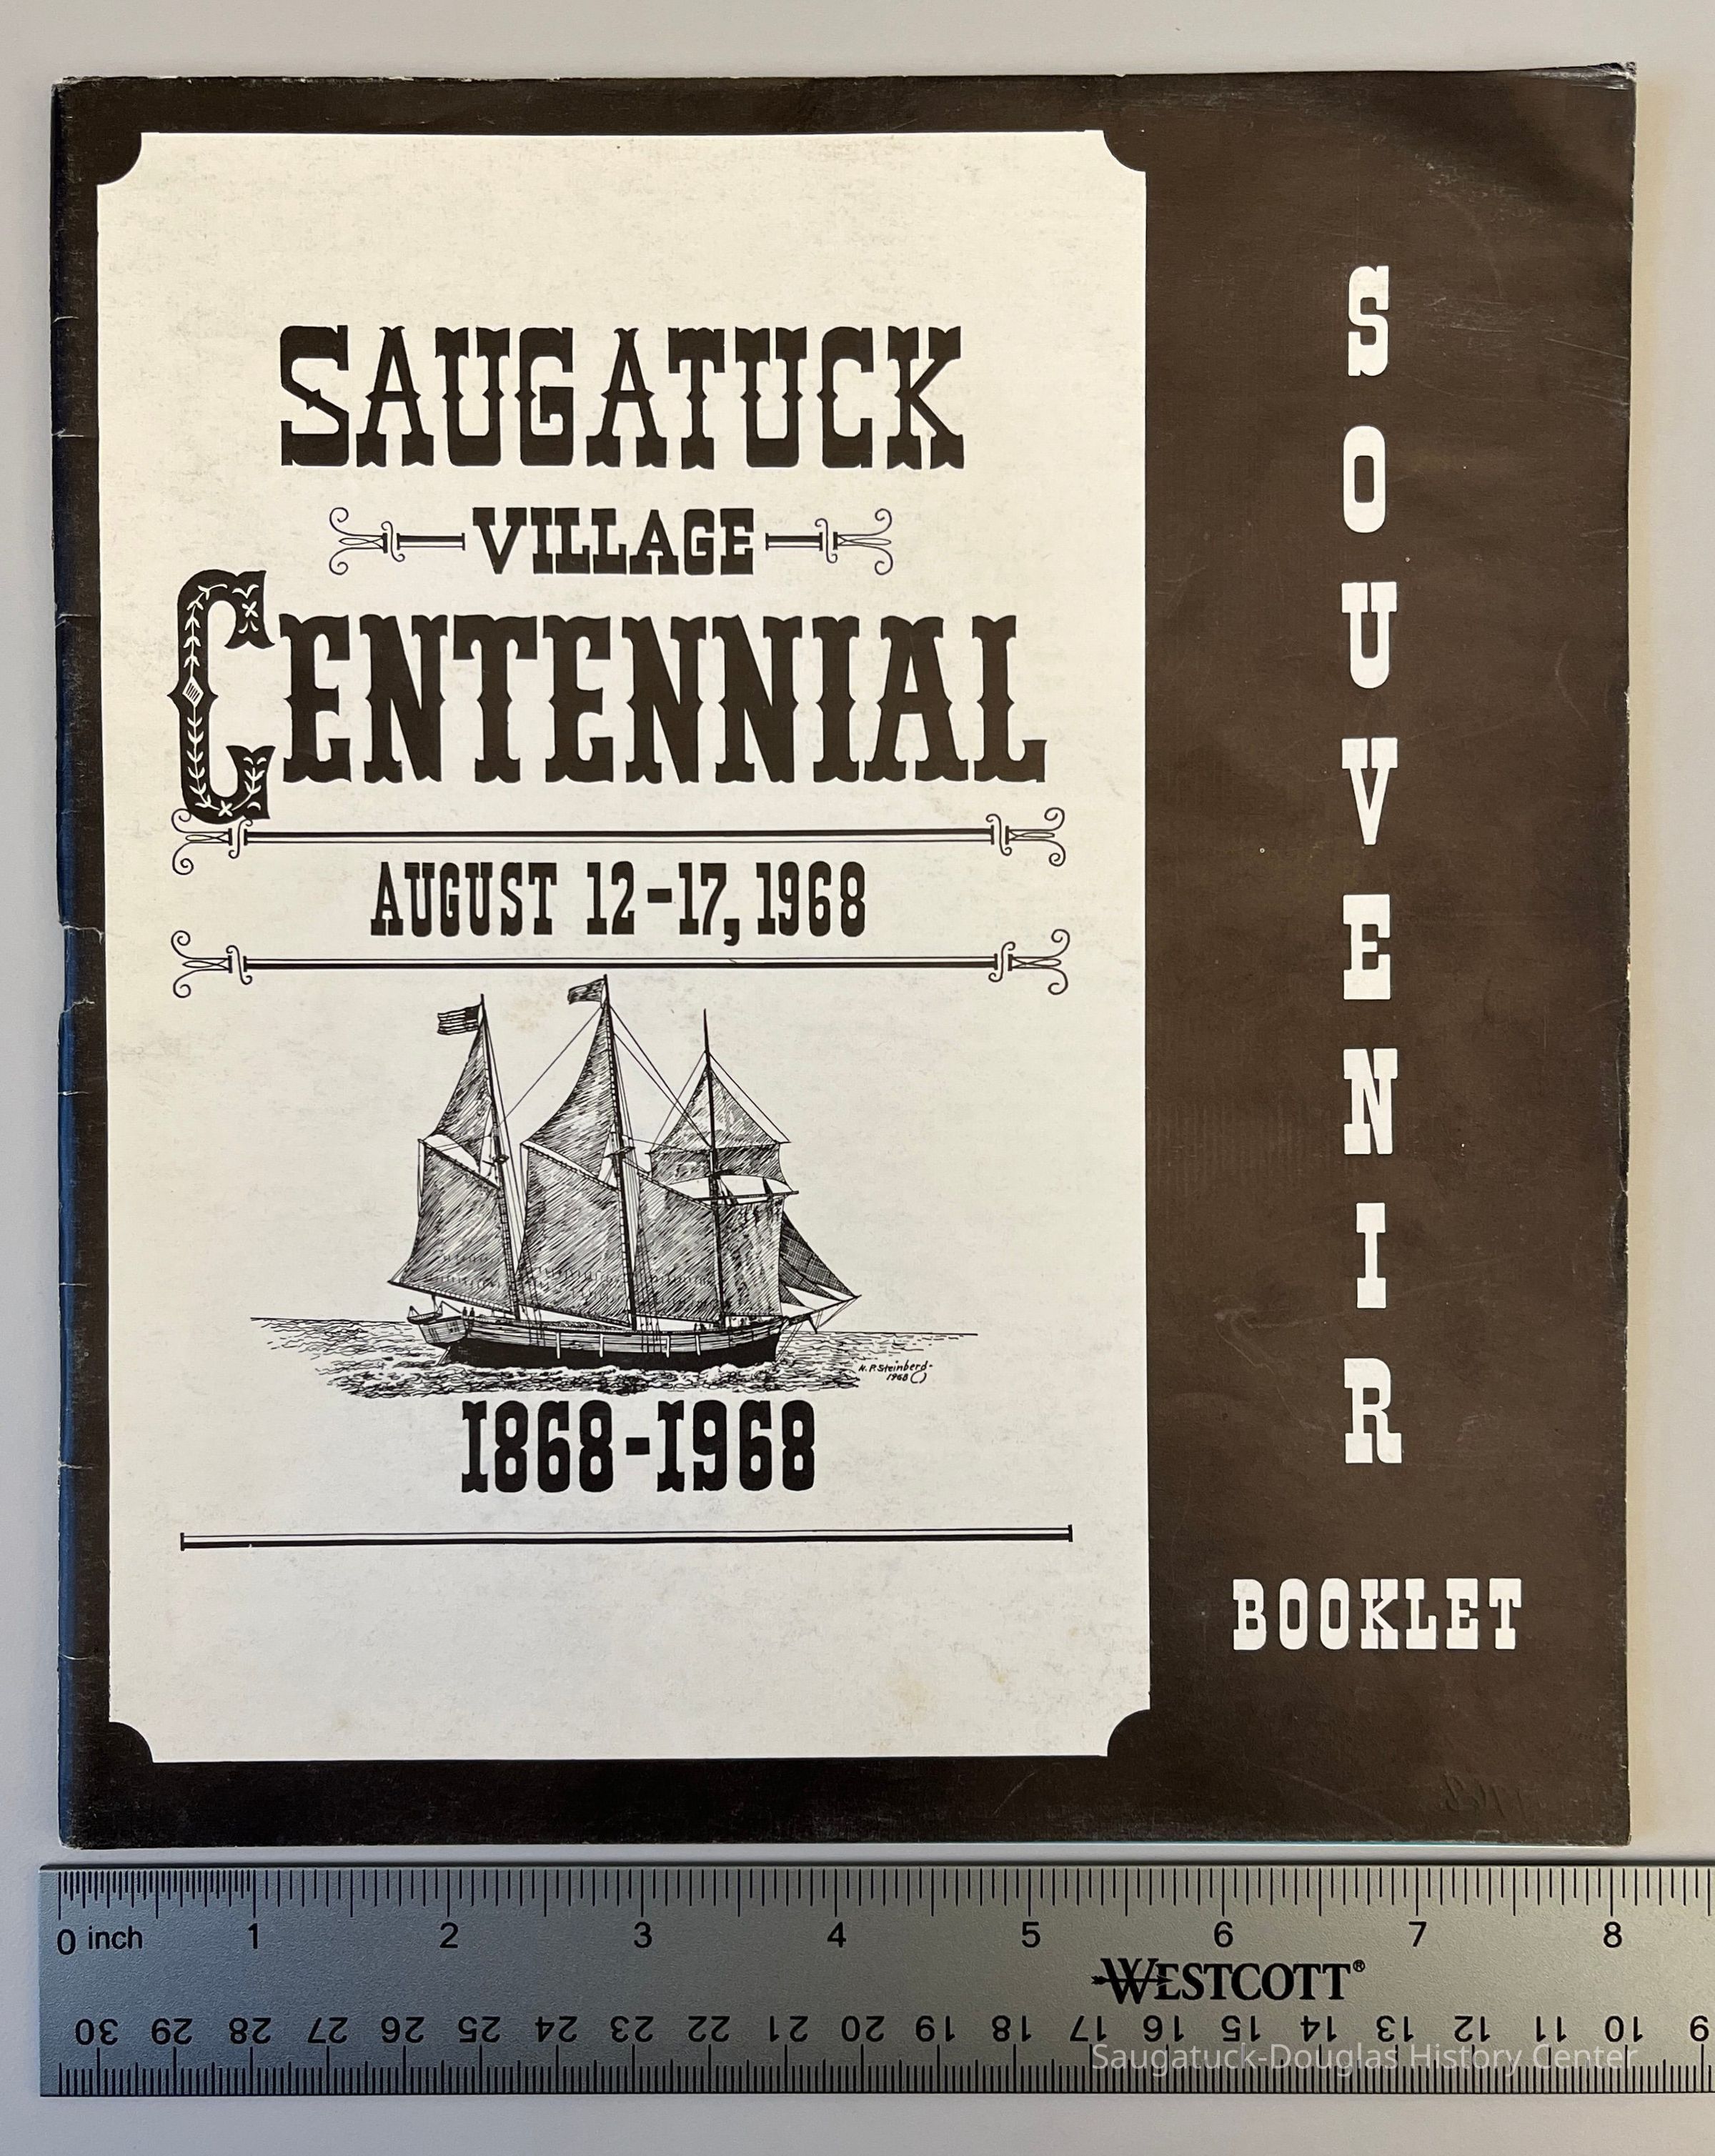 SAUGATUCK
VILLAGE
CENTENNIAL
AUGUST 12-17, 1968
H.P. Steinberg-
1968
1868-1968
SOUVENIR
BOOKLET
0 inch 1 2 3 4 5 6 7 8
WESTCOTT®
30 29 28 27 26 25 24 23 22 21 20 19 18 17 16 15 14 13 12 11 10 9
Saugatuck-Douglas History Center